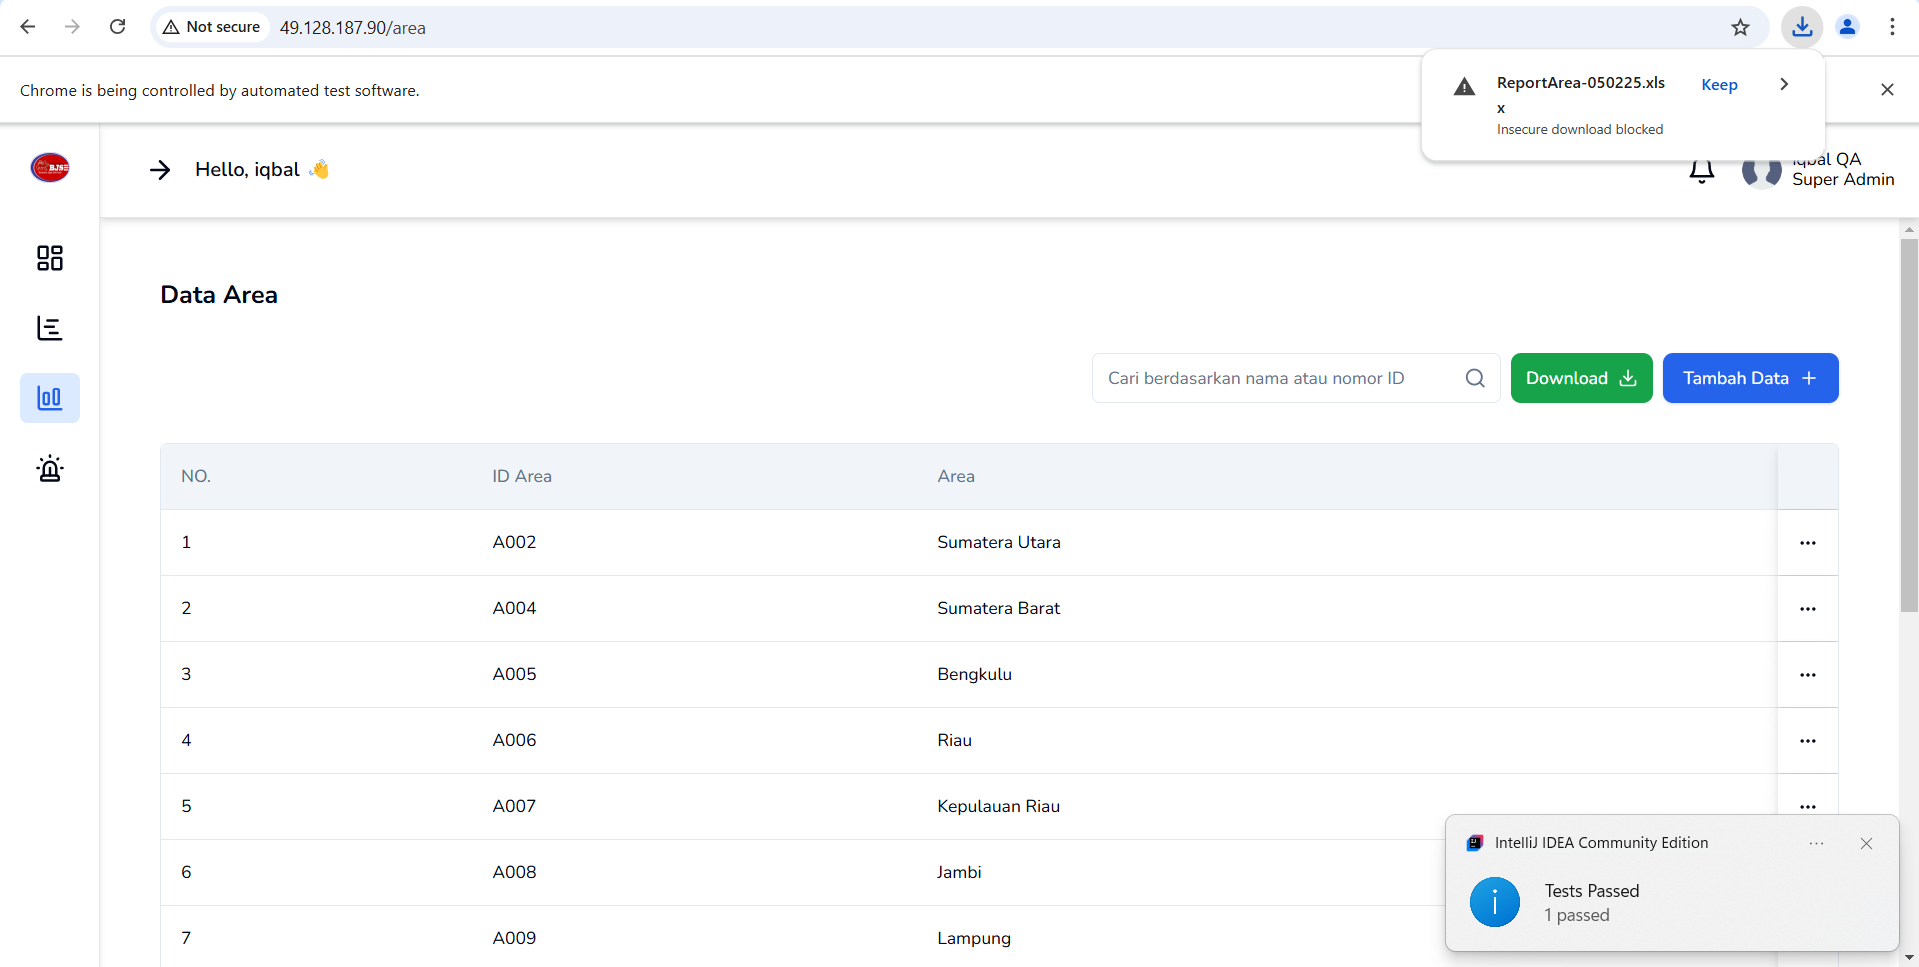 Not secure 49.128.187.90/area
Chrome is being controlled by automated test software.
ReportArea-050225.xls
x
Keep
Insecure download blocked
BJS
Hello, iqbal 👋
Iqbal QA
Super Admin
Data Area
Cari berdasarkan nama atau nomor ID
Download
Tambah Data
NO. ID Area Area
1 A002 Sumatera Utara
2 A004 Sumatera Barat
3 A005 Bengkulu
4 A006 Riau
5 A007 Kepulauan Riau
6 A008 Jambi
7 A009 Lampung
IntelliJ IDEA Community Edition
Tests Passed
1 passed